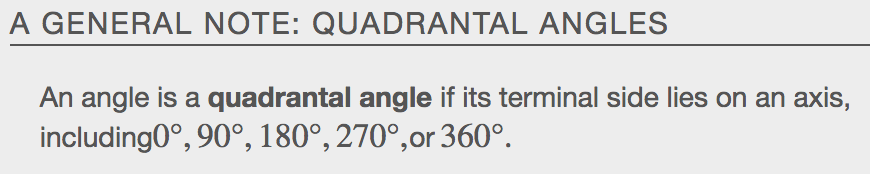 A GENERAL NOTE: QUADRANTAL ANGLES
An angle is a quadrantal angle if its terminal side lies on an axis,
including0°, 90°, 180°, 270°,or 360°.